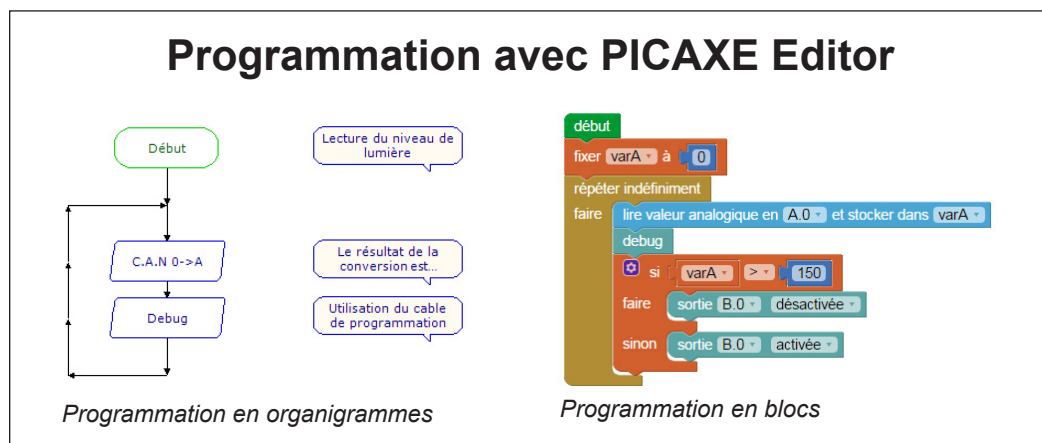 Programmation avec PICAXE Editor
Début
Lecture du niveau de
lumière
C.A.N 0->A
Le résultat de la
conversion est...
Debug
Utilisation du cable
de programmation
Programmation en organigrammes
début
fixer varA à 0
répéter indéfiniment
faire lire valeur analogique en A.0 et stocker dans varA
debug
si varA > 150
faire sortie B.0 désactivée
sinon sortie B.0 activée
Programmation en blocs